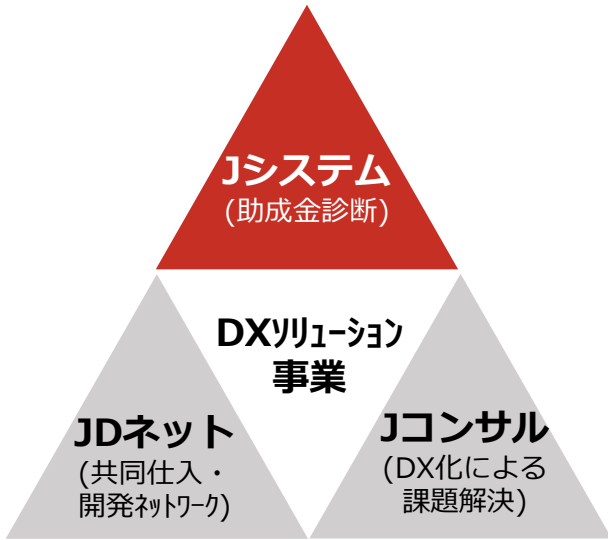 Jシステム
(助成金診断)
DXｿﾘｭｰｼｮﾝ
事業
JDネット
(共同仕入・
開発ﾈｯﾄﾜｰｸ)
Jコンサル
(DX化による
課題解決)